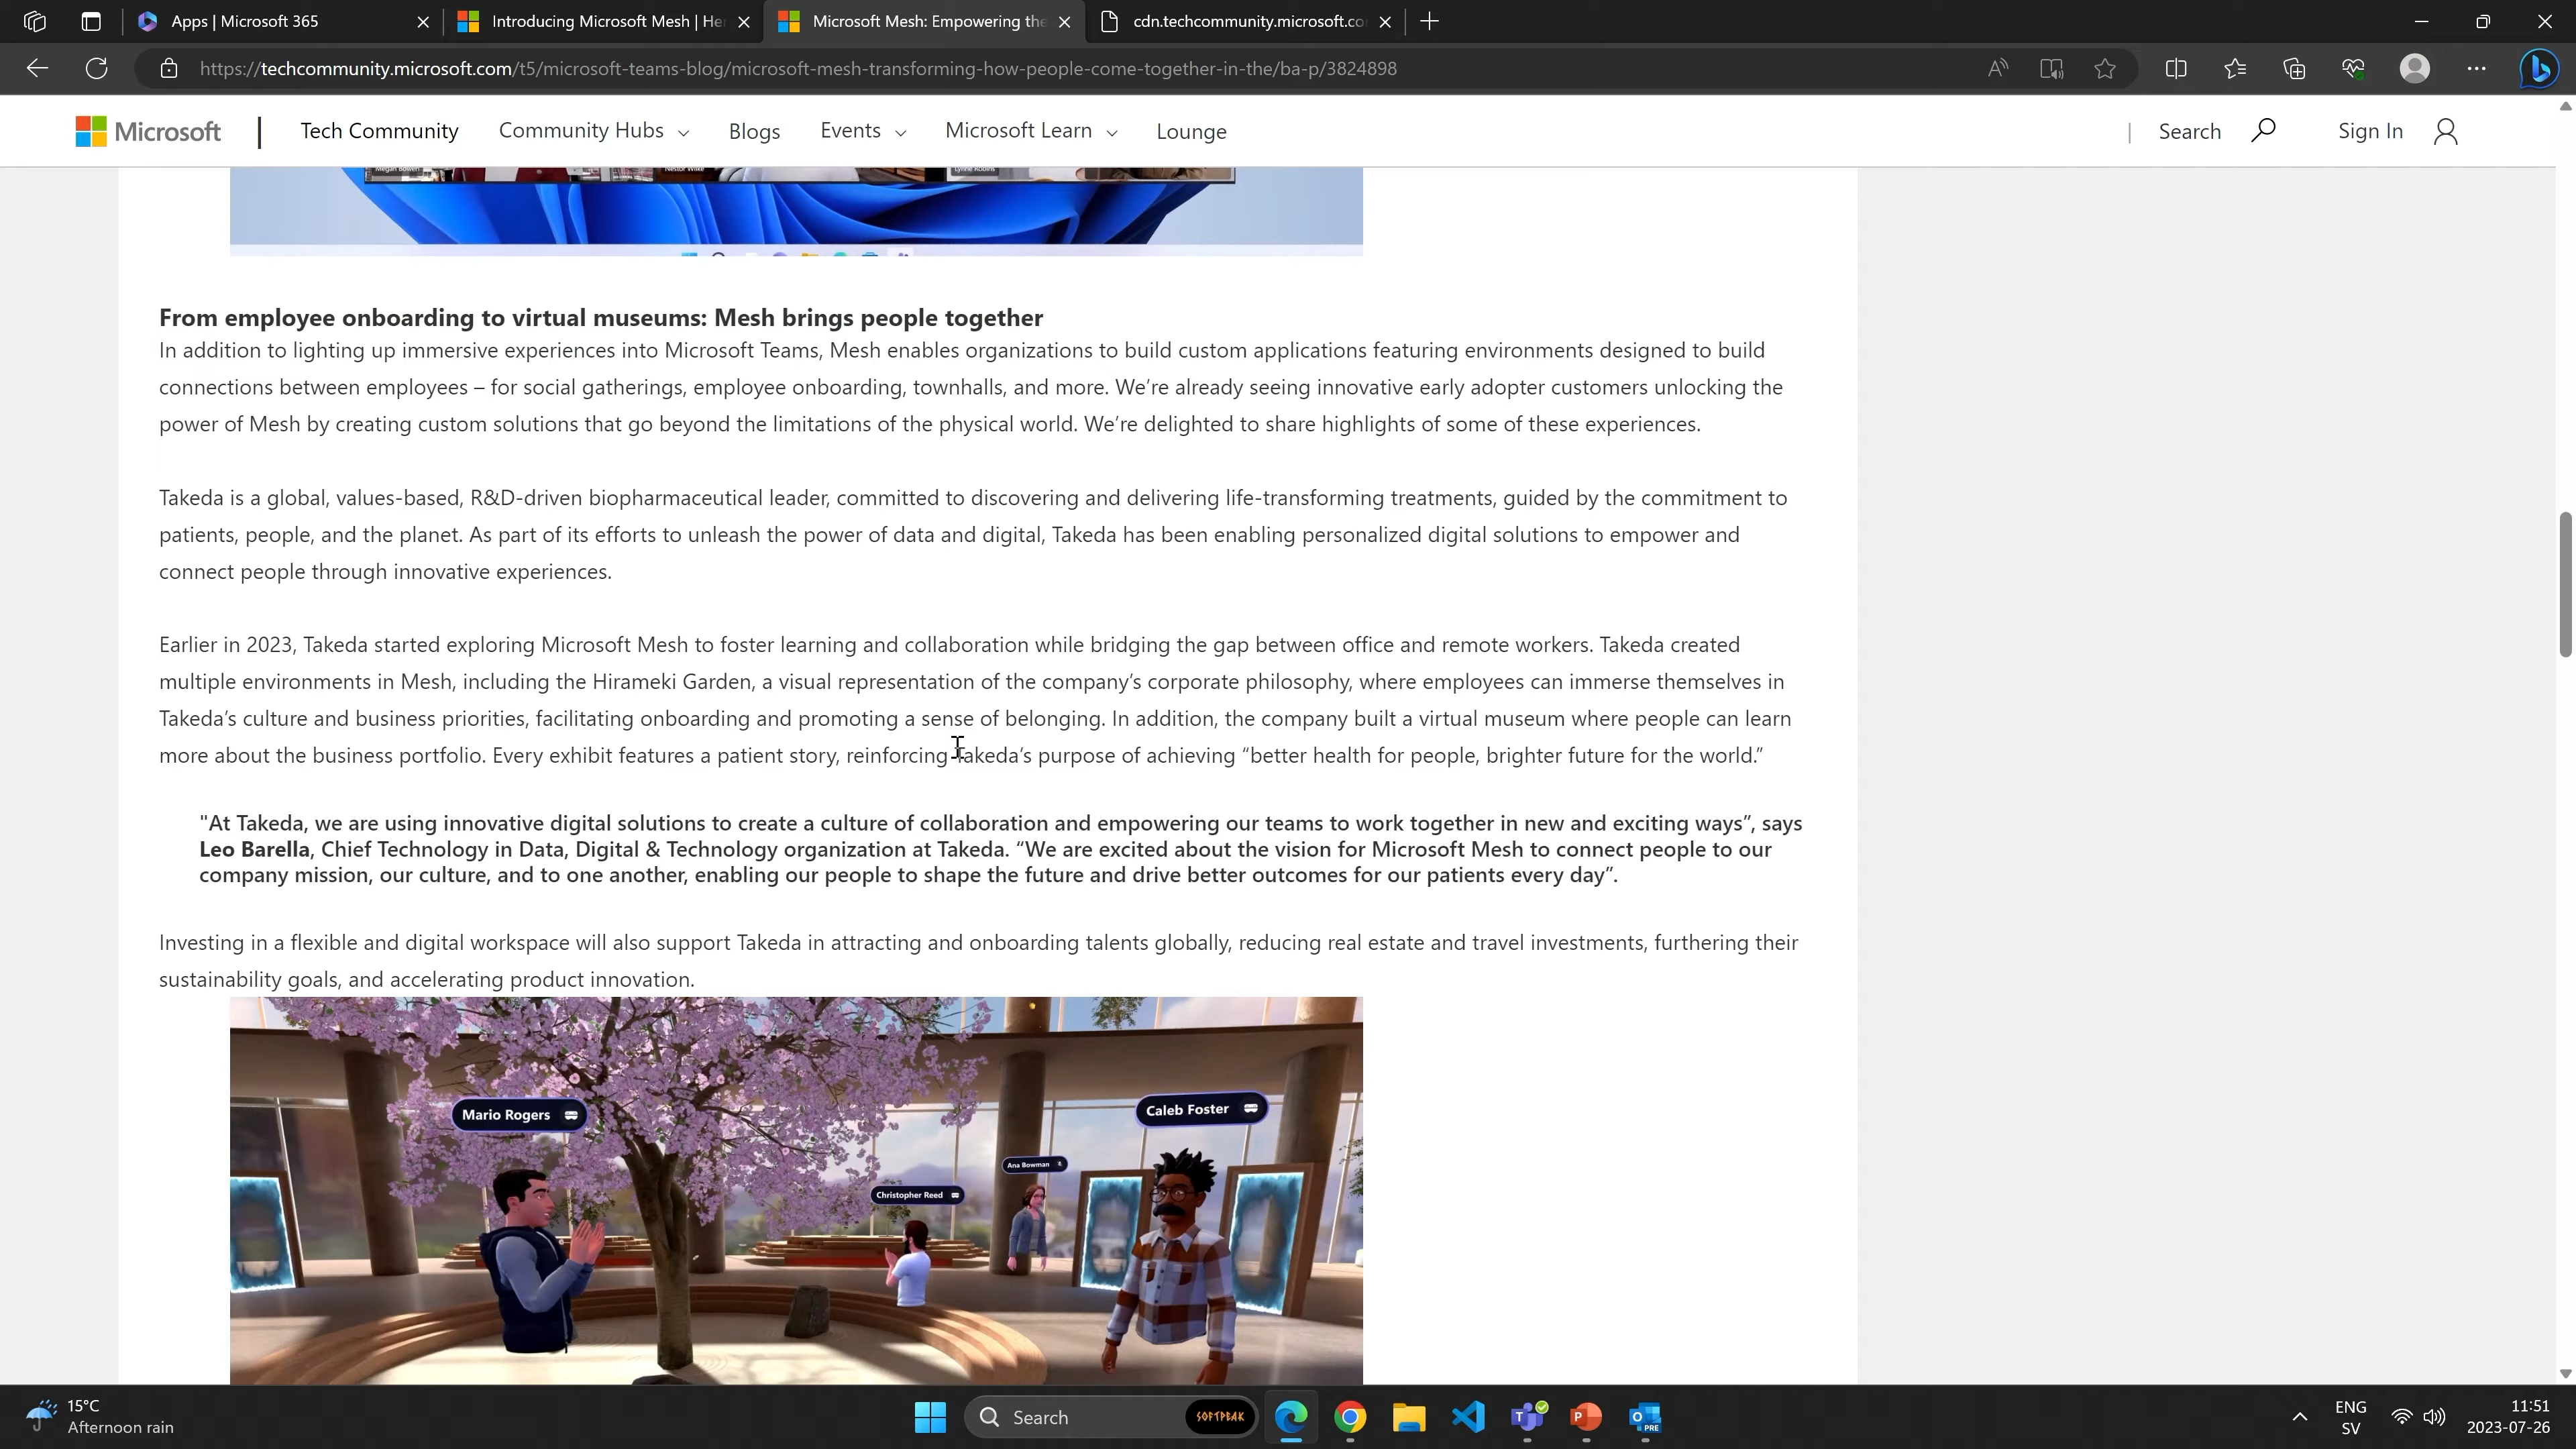 Apps | Microsoft 365
Introducing Microsoft Mesh | Her
Microsoft Mesh: Empowering the
cdn.techcommunity.microsoft.co
https://techcommunity.microsoft.com/t5/microsoft-teams-blog/microsoft-mesh-transforming-how-people-come-together-in-the/ba-p/3824898
Microsoft
Tech Community
Community Hubs
Blogs
Events
Microsoft Learn
Lounge
Search
Sign In
From employee onboarding to virtual museums: Mesh brings people together
In addition to lighting up immersive experiences into Microsoft Teams, Mesh enables organizations to build custom applications featuring environments designed to build
connections between employees – for social gatherings, employee onboarding, townhalls, and more. We’re already seeing innovative early adopter customers unlocking the
power of Mesh by creating custom solutions that go beyond the limitations of the physical world. We’re delighted to share highlights of some of these experiences.
Takeda is a global, values-based, R&D-driven biopharmaceutical leader, committed to discovering and delivering life-transforming treatments, guided by the commitment to
patients, people, and the planet. As part of its efforts to unleash the power of data and digital, Takeda has been enabling personalized digital solutions to empower and
connect people through innovative experiences.
Earlier in 2023, Takeda started exploring Microsoft Mesh to foster learning and collaboration while bridging the gap between office and remote workers. Takeda created
multiple environments in Mesh, including the Hirameki Garden, a visual representation of the company’s corporate philosophy, where employees can immerse themselves in
Takeda’s culture and business priorities, facilitating onboarding and promoting a sense of belonging. In addition, the company built a virtual museum where people can learn
more about the business portfolio. Every exhibit features a patient story, reinforcing Takeda’s purpose of achieving “better health for people, brighter future for the world.”
"At Takeda, we are using innovative digital solutions to create a culture of collaboration and empowering our teams to work together in new and exciting ways”, says
Leo Barella, Chief Technology in Data, Digital & Technology organization at Takeda. “We are excited about the vision for Microsoft Mesh to connect people to our
company mission, our culture, and to one another, enabling our people to shape the future and drive better outcomes for our patients every day”.
Investing in a flexible and digital workspace will also support Takeda in attracting and onboarding talents globally, reducing real estate and travel investments, furthering their
sustainability goals, and accelerating product innovation.
Mario Rogers
Caleb Foster
Ana Bowman
Christopher Reed
15°C
Afternoon rain
Search
SOFTPEAK
PRE
ENG
SV
11:51
2023-07-26